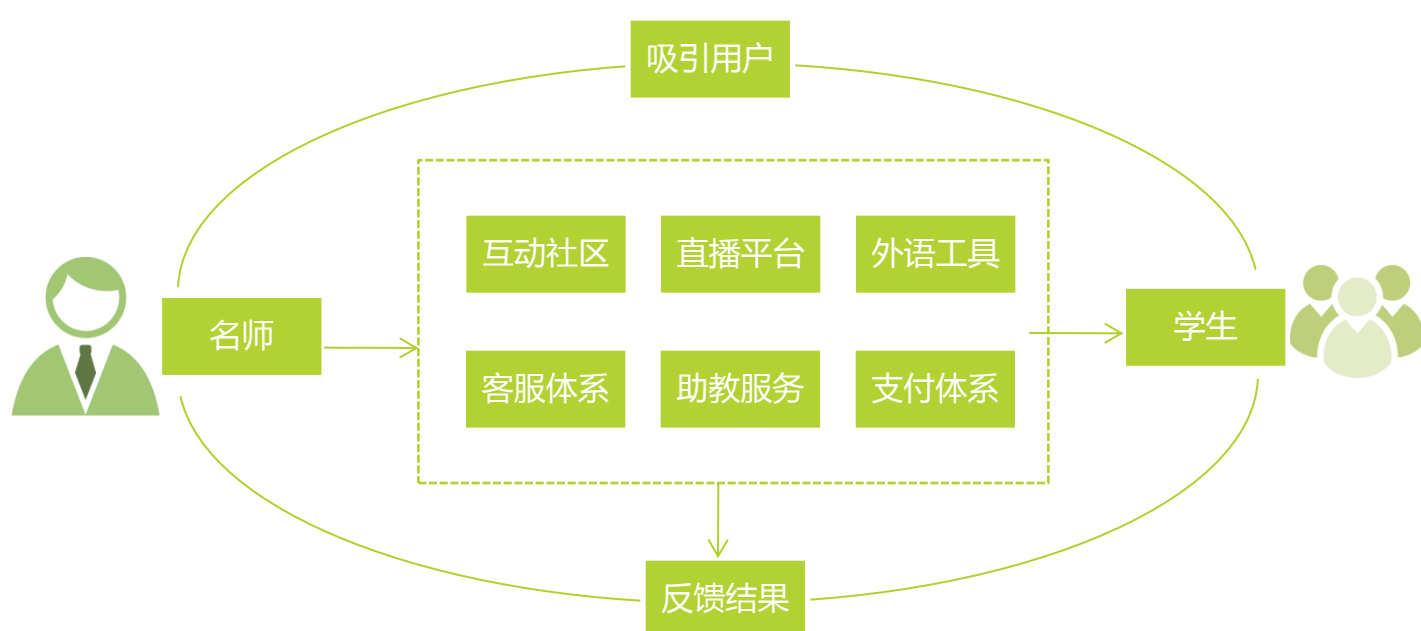 吸引用户
互动社区
直播平台
外语工具
名师
学生
客服体系
助教服务
支付体系
反馈结果